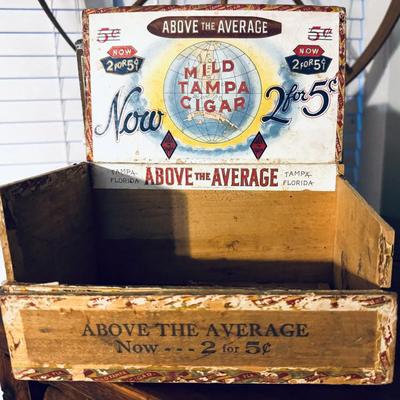 ABOVE THE AVERAGE
5¢ 5¢
NOW NOW
2 FOR 5¢ 2 FOR 5¢
MILD
TAMPA
CIGAR
Now 2 for 5¢
TAMPA- FLORIDA- ABOVE THE AVERAGE TAMPA- FLORIDA-
ABOVE THE AVERAGE
Now --- 2 for 5¢